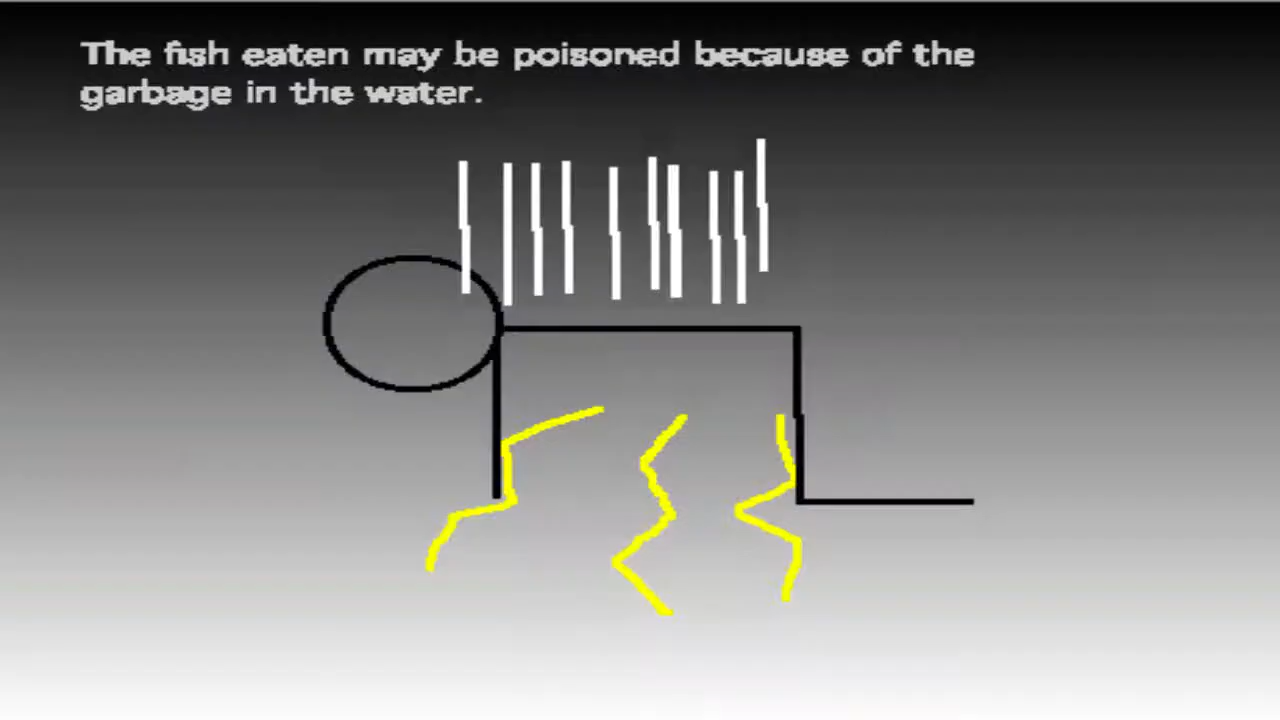 The fish eaten may be poisoned because of the
garbage in the water.